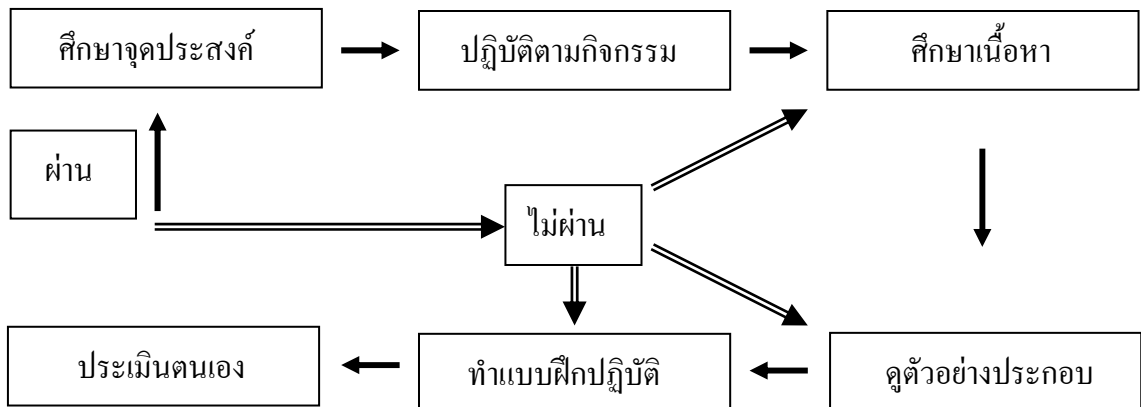 ศึกษาจุดประสงค์
ปฏิบัติตามกิจกรรม
ศึกษาเนื้อหา
ผ่าน
ไม่ผ่าน
ประเมินตนเอง
ทำแบบฝึกปฏิบัติ
ดูตัวอย่างประกอบ